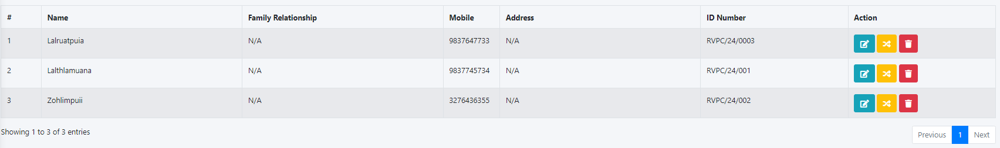 # Name Family Relationship Mobile Address ID Number Action
1 Lalruatpuia N/A 9837647733 N/A RVPC/24/0003
2 Lalthlamuana N/A 9837745734 N/A RVPC/24/001
3 Zohlimpuii N/A 3276436355 N/A RVPC/24/002
Showing 1 to 3 of 3 entries Previous 1 Next